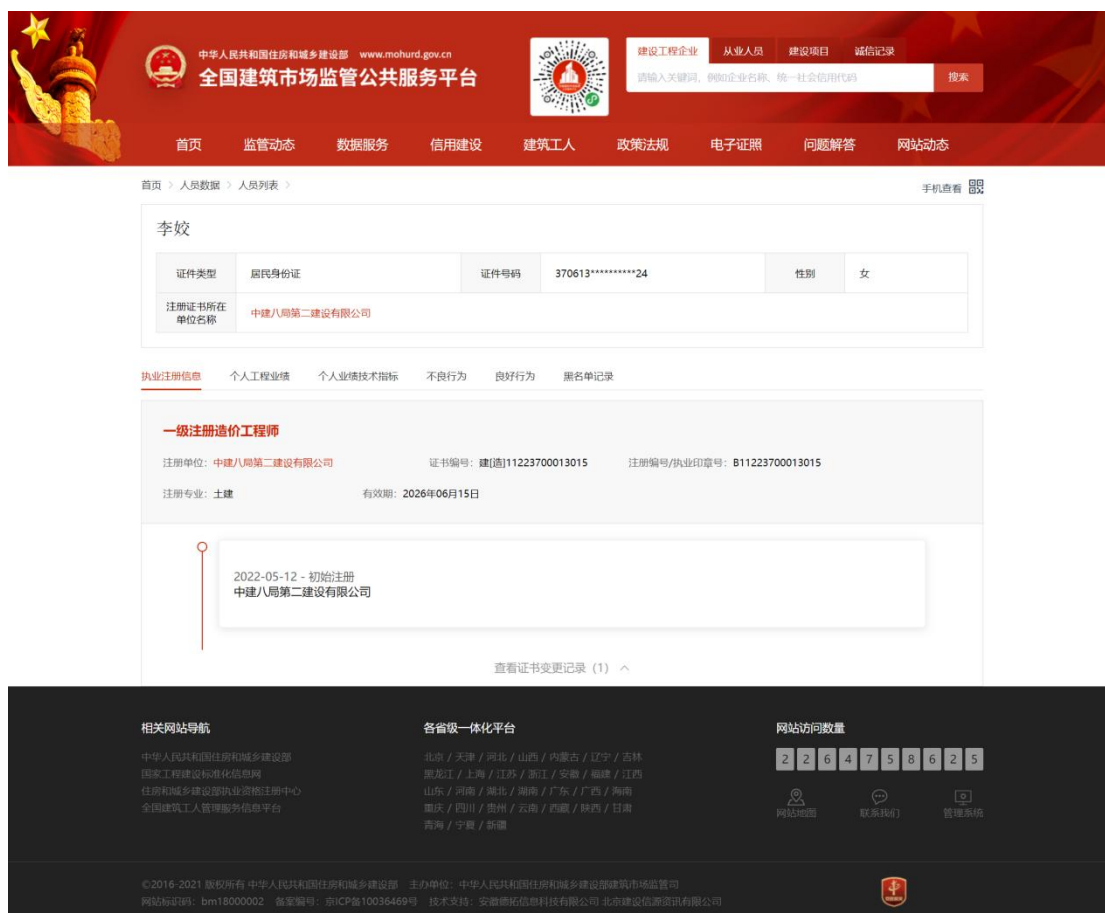 中华人民共和国住房和城乡建设部 www.mohurd.gov.cn
全国建筑市场监管公共服务平台
建设工程企业 从业人员 建设项目 诚信记录
请输入关键词，例如企业名称、统一社会信用代码 搜索
首页 监管动态 数据服务 信用建设 建筑工人 政策法规 电子证照 问题解答 网站动态
首页 > 人员数据 > 人员列表 >
手机查看
李姣
证件类型 居民身份证 证件号码 370613**********24 性别 女
注册证书所在单位名称 中建八局第二建设有限公司
执业注册信息 个人工程业绩 个人业绩技术指标 不良行为 良好行为 黑名单记录
一级注册造价工程师
注册单位：中建八局第二建设有限公司 证书编号：建[造]11223700013015 注册编号/执业印章号：B11223700013015
注册专业：土建 有效期：2026年06月15日
2022-05-12 - 初始注册
中建八局第二建设有限公司
查看证书变更记录（1）
相关网站导航
中华人民共和国住房和城乡建设部
国家工程建设标准化信息网
住房和城乡建设部执业资格注册中心
全国建筑工人管理服务信息平台
各省级一体化平台
北京 / 天津 / 河北 / 山西 / 内蒙古 / 辽宁 / 吉林
黑龙江 / 上海 / 江苏 / 浙江 / 安徽 / 福建 / 江西
山东 / 河南 / 湖北 / 湖南 / 广东 / 广西 / 海南
重庆 / 四川 / 贵州 / 云南 / 西藏 / 陕西 / 甘肃
青海 / 宁夏 / 新疆
网站访问数量
2 2 6 4 7 5 8 6 2 5
网站地图 联系我们 管理系统
©2016-2021 版权所有 中华人民共和国住房和城乡建设部 主办单位：中华人民共和国住房和城乡建设部建筑市场监管司
网站标识码：bm18000002 备案编号：京ICP备10036469号 技术支持：安徽德拓信息科技有限公司 北京建设信源资讯有限公司